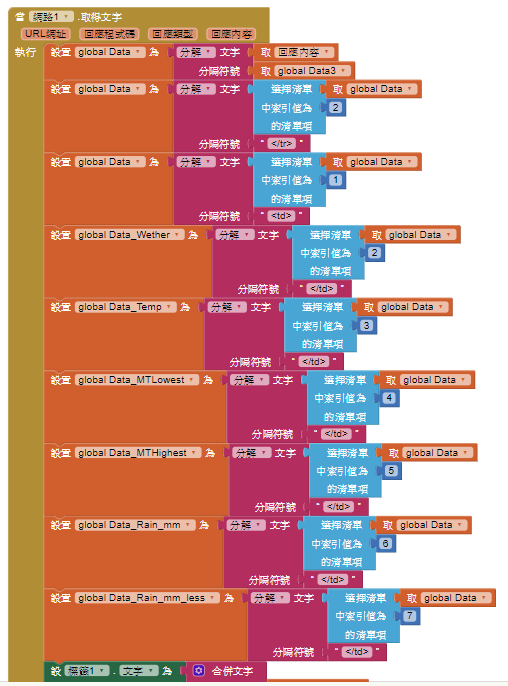 當 網路1 .取得文字
URL網址 回應程式碼 回應類型 回應內容
執行 設置 global Data 為 分解 文字 取 回應內容
分隔符號 取 global Data3
設置 global Data 為 分解 文字 選擇清單 取 global Data
中索引值為 2
的清單項
分隔符號 " </tr> "
設置 global Data 為 分解 文字 選擇清單 取 global Data
中索引值為 1
的清單項
分隔符號 " <td> "
設置 global Data_Wether 為 分解 文字 選擇清單 取 global Data
中索引值為 2
的清單項
分隔符號 " </td> "
設置 global Data_Temp 為 分解 文字 選擇清單 取 global Data
中索引值為 3
的清單項
分隔符號 " </td> "
設置 global Data_MTLowest 為 分解 文字 選擇清單 取 global Data
中索引值為 4
的清單項
分隔符號 " </td> "
設置 global Data_MTHighest 為 分解 文字 選擇清單 取 global Data
中索引值為 5
的清單項
分隔符號 " </td> "
設置 global Data_Rain_mm 為 分解 文字 選擇清單 取 global Data
中索引值為 6
的清單項
分隔符號 " </td> "
設置 global Data_Rain_mm_less 為 分解 文字 選擇清單 取 global Data
中索引值為 7
的清單項
分隔符號 " </td> "
設 標籤1 . 文字 為 合併文字